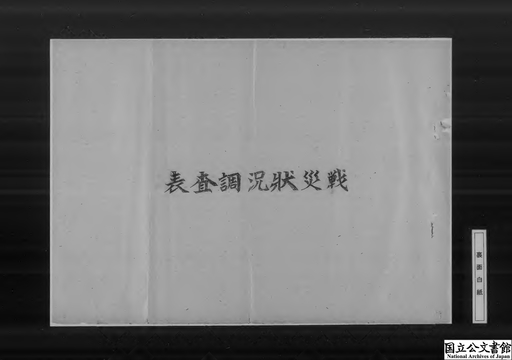 戦災狀況調査表
裏面白紙
国立公文書館
National Archives of Japan